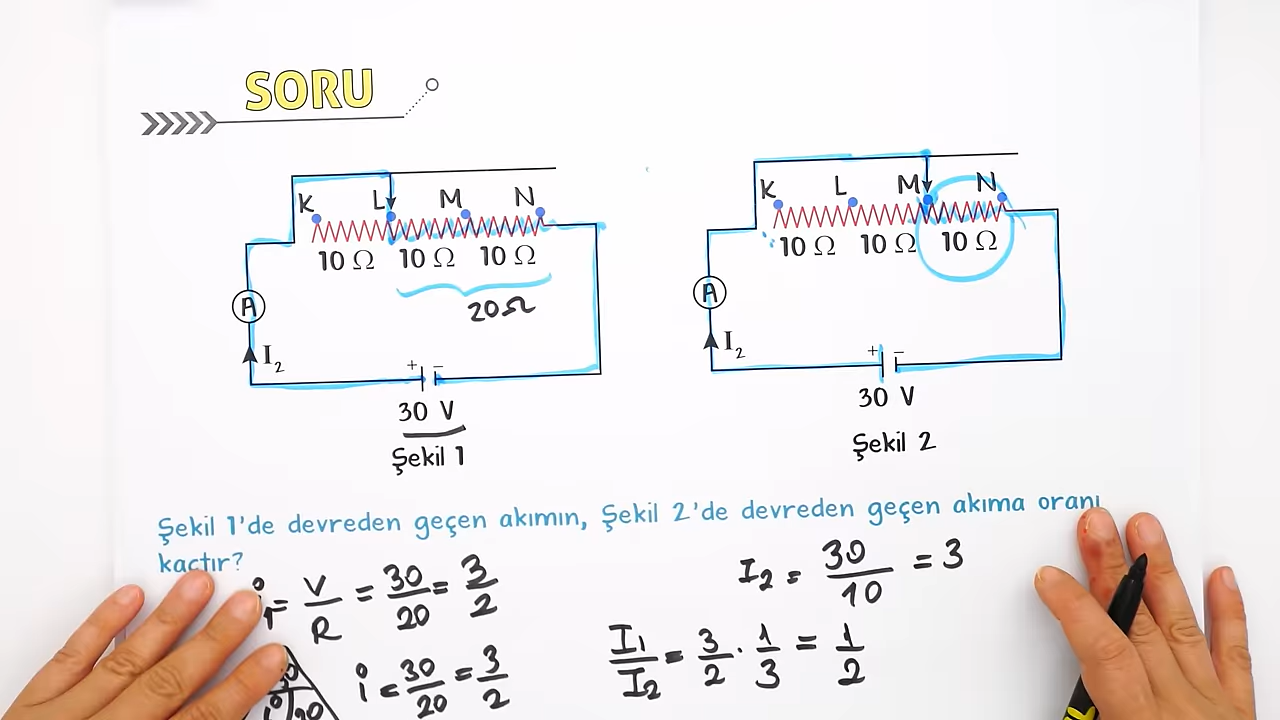 SORU
K L M N
10 Ω 10 Ω 10 Ω
20Ω
A
I₂
+ −
30 V
Şekil 1
K L M N
10 Ω 10 Ω 10 Ω
A
I₂
+ −
30 V
Şekil 2
Şekil 1'de devreden geçen akımın, Şekil 2'de devreden geçen akıma oranı
kaçtır?
= V/R = 30/20 = 3/2
i = 30/20 = 3/2
I₂ = 30/10 = 3
I₁/I₂ = 3/2 · 1/3 = 1/2